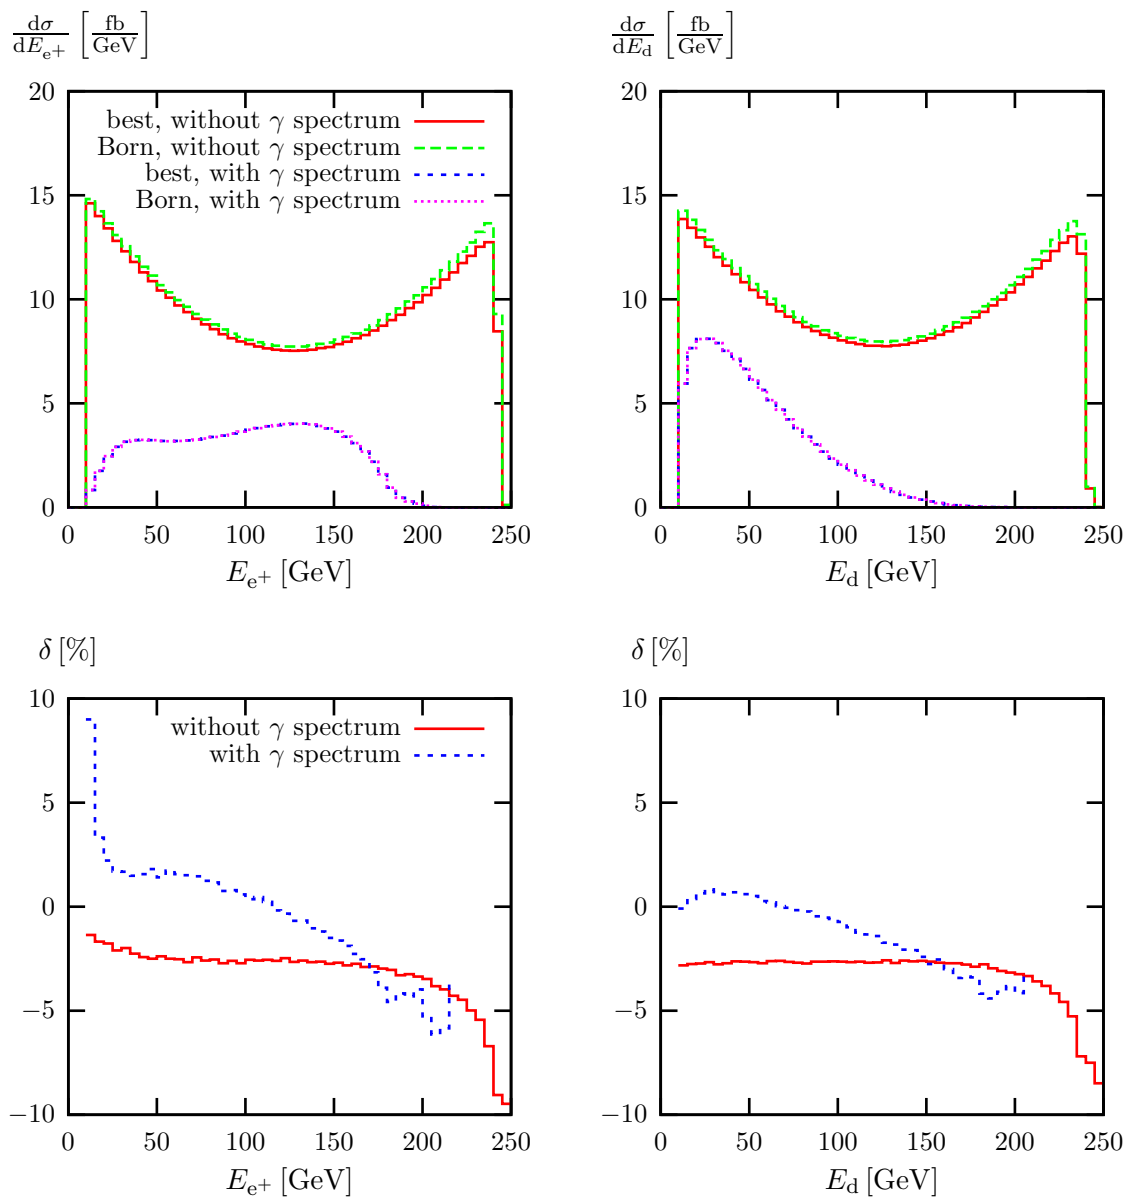 dσ/dE_e+ [fb/GeV]
20
15
10
5
0
best, without γ spectrum
Born, without γ spectrum
best, with γ spectrum
Born, with γ spectrum
0 50 100 150 200 250
E_e+ [GeV]
dσ/dE_d [fb/GeV]
20
15
10
5
0
0 50 100 150 200 250
E_d [GeV]
δ [%]
10
5
0
−5
−10
without γ spectrum
with γ spectrum
0 50 100 150 200 250
E_e+ [GeV]
δ [%]
10
5
0
−5
−10
0 50 100 150 200 250
E_d [GeV]